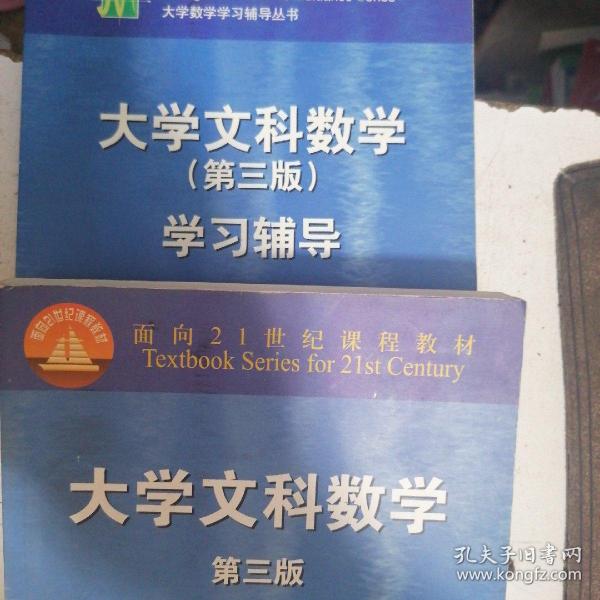 大学数学学习辅导丛书
大学文科数学
（第三版）
学习辅导
面向21世纪课程教材
面向21世纪课程教材
Textbook Series for 21st Century
大学文科数学
第三版
孔夫子旧书网
www.kongfz.com